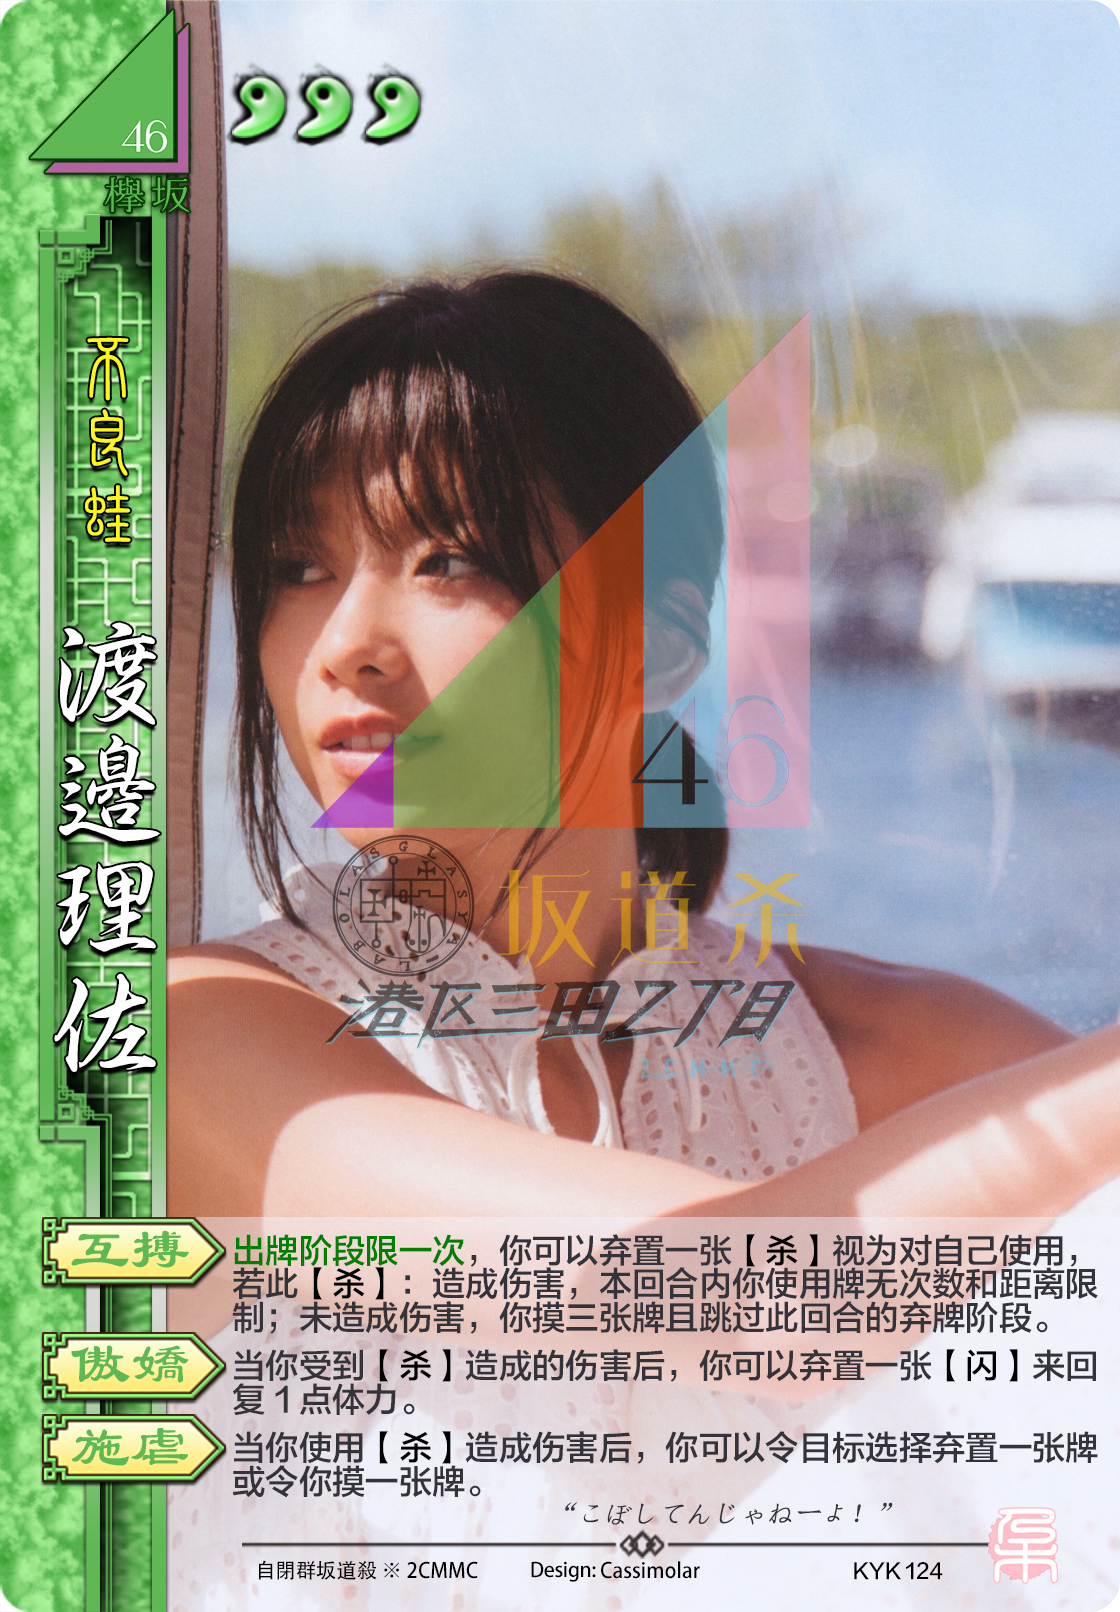 46
欅坂
不良蛙
渡邉理佐
46
GLASYA-LABOLAS
坂道杀
港区三田2丁目
互搏
出牌阶段限一次，你可以弃置一张【杀】视为对自己使用，
若此【杀】：造成伤害，本回合内你使用牌无次数和距离限
制；未造成伤害，你摸三张牌且跳过此回合的弃牌阶段。
傲嬌
当你受到【杀】造成的伤害后，你可以弃置一张【闪】来回
复1点体力。
施虐
当你使用【杀】造成伤害后，你可以令目标选择弃置一张牌
或令你摸一张牌。
“こぼしてんじゃねーよ！”
自閉群坂道殺 ※ 2CMMC
Design: Cassimolar
KYK 124